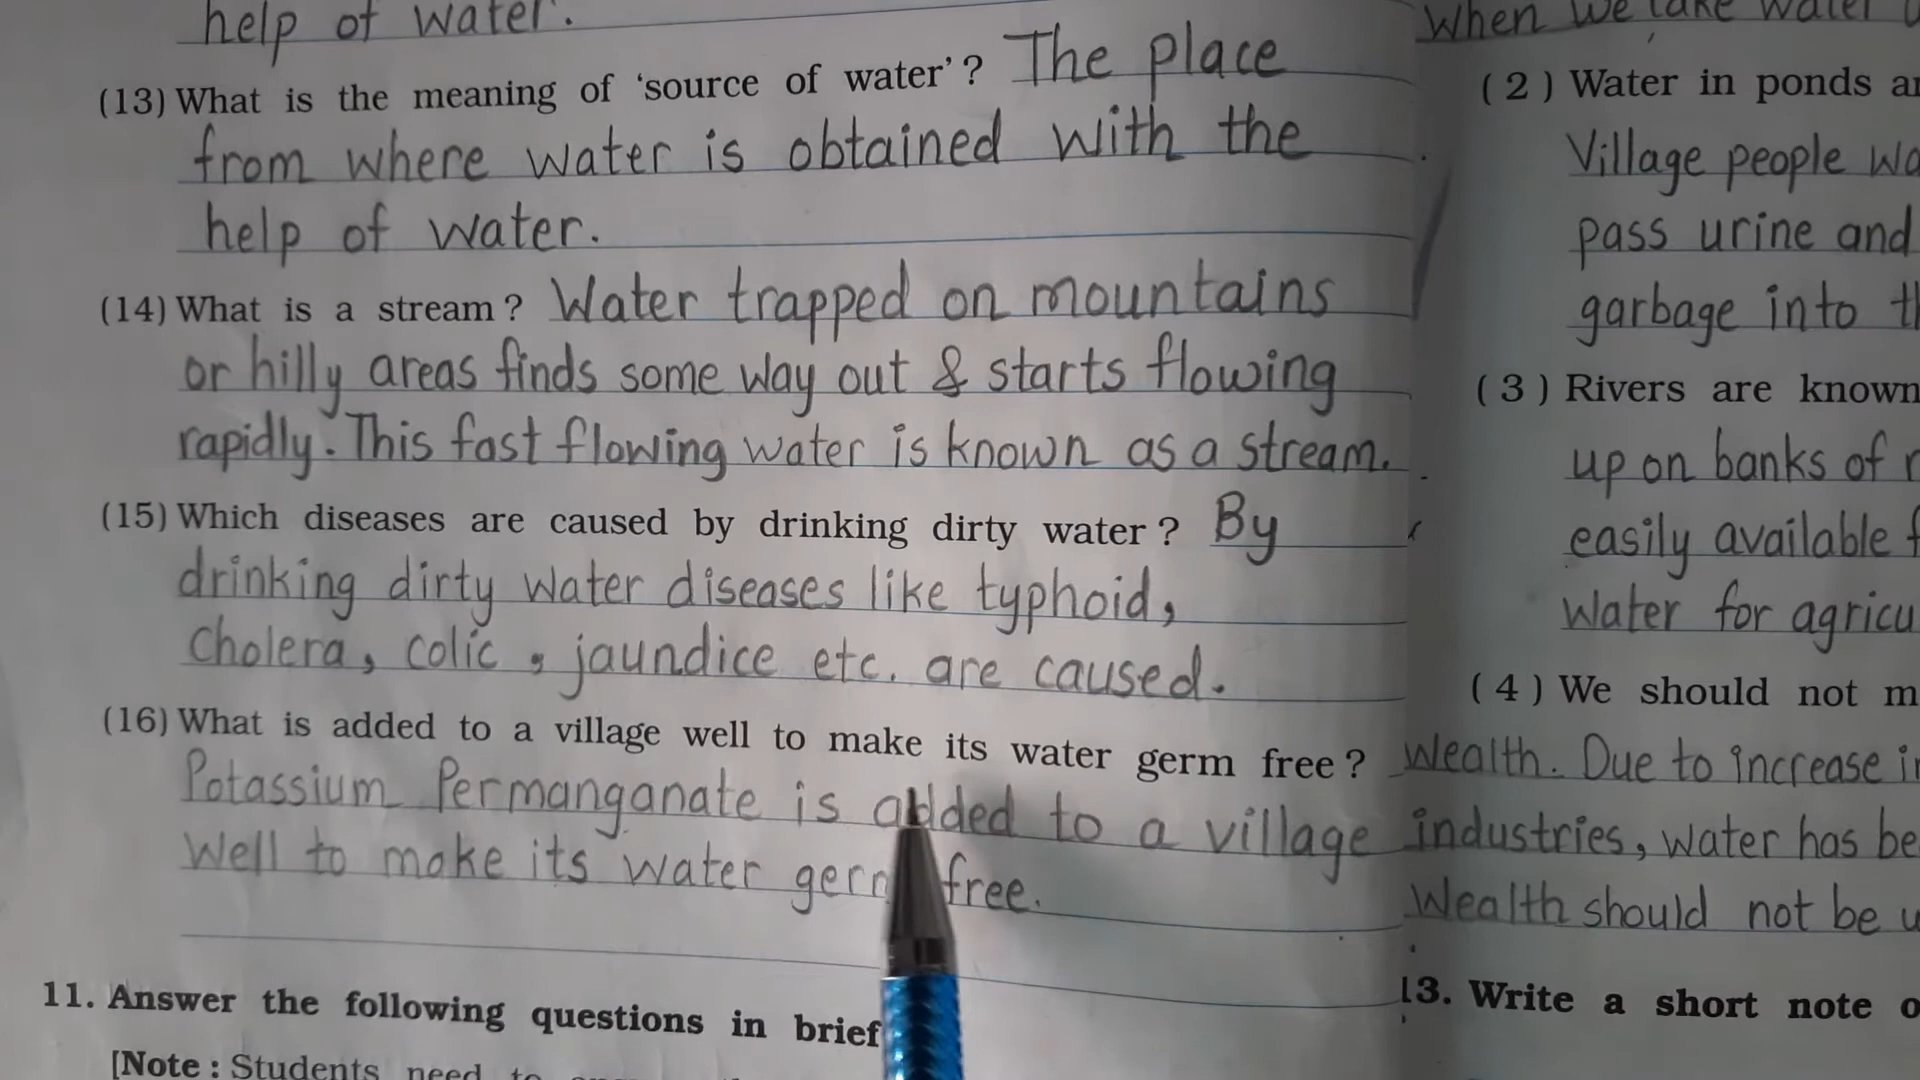 help of water.
(13) What is the meaning of ‘source of water’? The place
from where water is obtained with the
help of water.
(14) What is a stream? Water trapped on mountains
or hilly areas finds some way out & starts flowing
rapidly. This fast flowing water is known as a stream.
(15) Which diseases are caused by drinking dirty water? By
drinking dirty water diseases like typhoid,
cholera, colic, jaundice etc. are caused.
(16) What is added to a village well to make its water germ free?
Potassium Permanganate is added to a village
well to make its water germ free.
11. Answer the following questions in brief
[Note : Students need to
When we take water
(2) Water in ponds
Village people
pass urine and
garbage into
(3) Rivers are known
up on banks of
easily available
water for
(4) We should not
Wealth. Due to increase
industries, water has
Wealth should not be
13. Write a short note